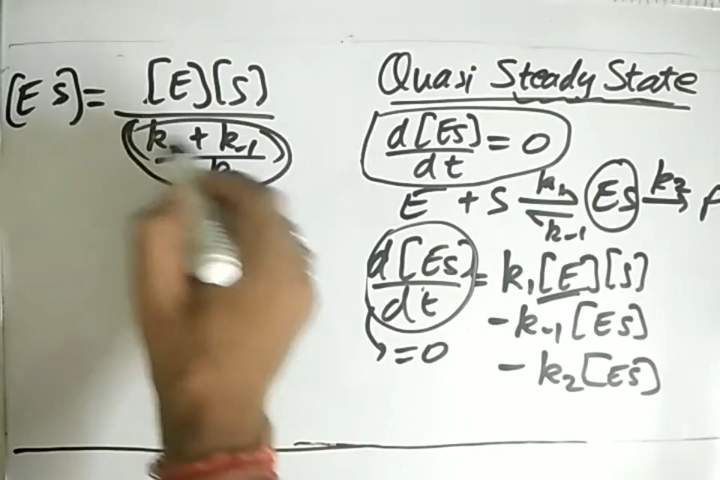 [ES] = [E][S]
k₂ + k₋₁
Quasi Steady State
d[ES]/dt = 0
E + S k₁ ES k₂
k₋₁
d[ES]/dt = k₁[E][S]
- k₋₁[ES]
= 0
- k₂[ES]